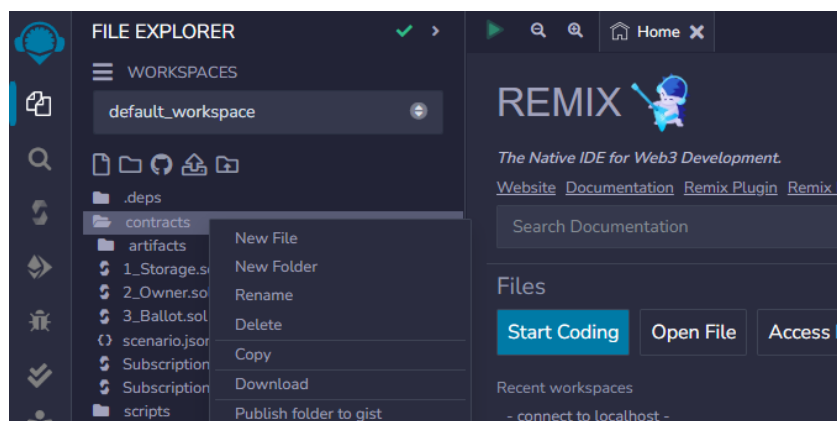 FILE EXPLORER
WORKSPACES
default_workspace
.deps
contracts
artifacts
1_Storage.s
2_Owner.sol
3_Ballot.sol
scenario.json
Subscription
Subscription
scripts
New File
New Folder
Rename
Delete
Copy
Download
Publish folder to gist
Home
REMIX
The Native IDE for Web3 Development.
Website Documentation Remix Plugin Remix
Search Documentation
Files
Start Coding Open File Access
Recent workspaces
- connect to localhost -